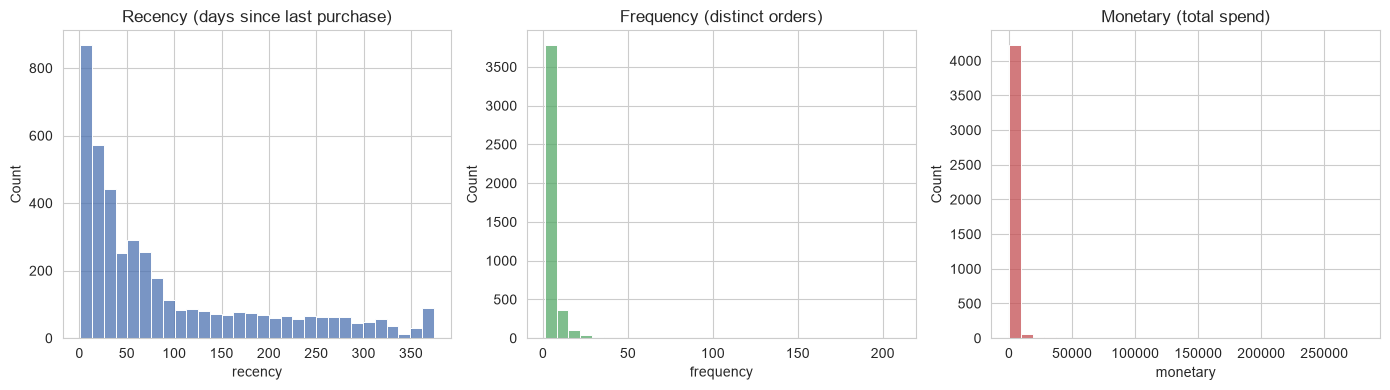 Recency (days since last purchase)
Count
800
600
400
200
0
0 50 100 150 200 250 300 350
recency
Frequency (distinct orders)
Count
3500
3000
2500
2000
1500
1000
500
0
0 50 100 150 200
frequency
Monetary (total spend)
Count
4000
3500
3000
2500
2000
1500
1000
500
0
0 50000 100000 150000 200000 250000
monetary